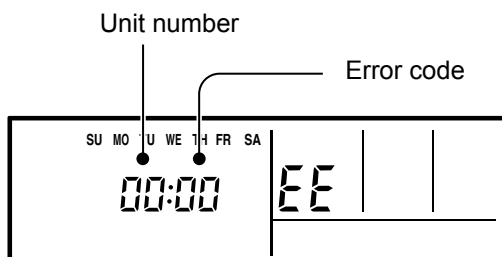 Unit number
Error code
SU MO TU WE TH FR SA
00:00 EE